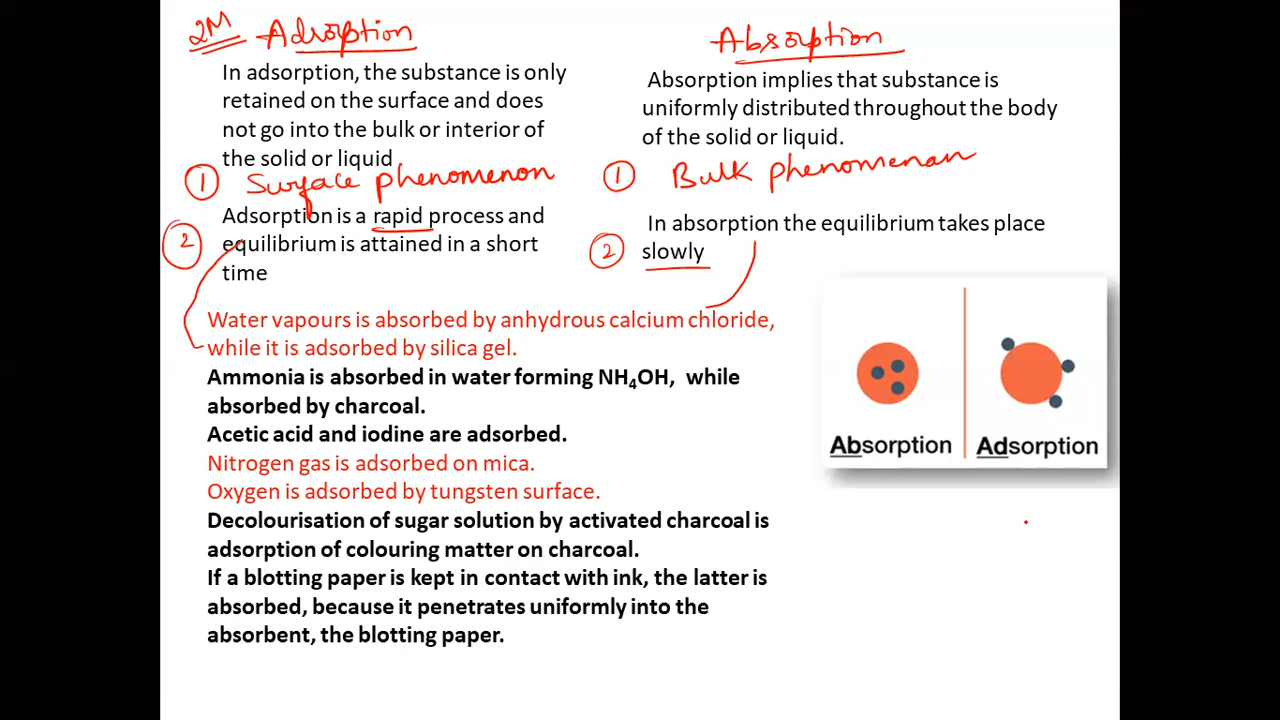 2M Adsorption
Absorption
In adsorption, the substance is only
retained on the surface and does
not go into the bulk or interior of
the solid or liquid
① Surface phenomenon
Adsorption is a rapid process and
② equilibrium is attained in a short
time
Absorption implies that substance is
uniformly distributed throughout the body
of the solid or liquid.
① Bulk phenomenan
In absorption the equilibrium takes place
② slowly
Water vapours is absorbed by anhydrous calcium chloride,
while it is adsorbed by silica gel.
Ammonia is absorbed in water forming NH₄OH, while
absorbed by charcoal.
Acetic acid and iodine are adsorbed.
Nitrogen gas is adsorbed on mica.
Oxygen is adsorbed by tungsten surface.
Decolourisation of sugar solution by activated charcoal is
adsorption of colouring matter on charcoal.
If a blotting paper is kept in contact with ink, the latter is
absorbed, because it penetrates uniformly into the
absorbent, the blotting paper.
Absorption
Adsorption